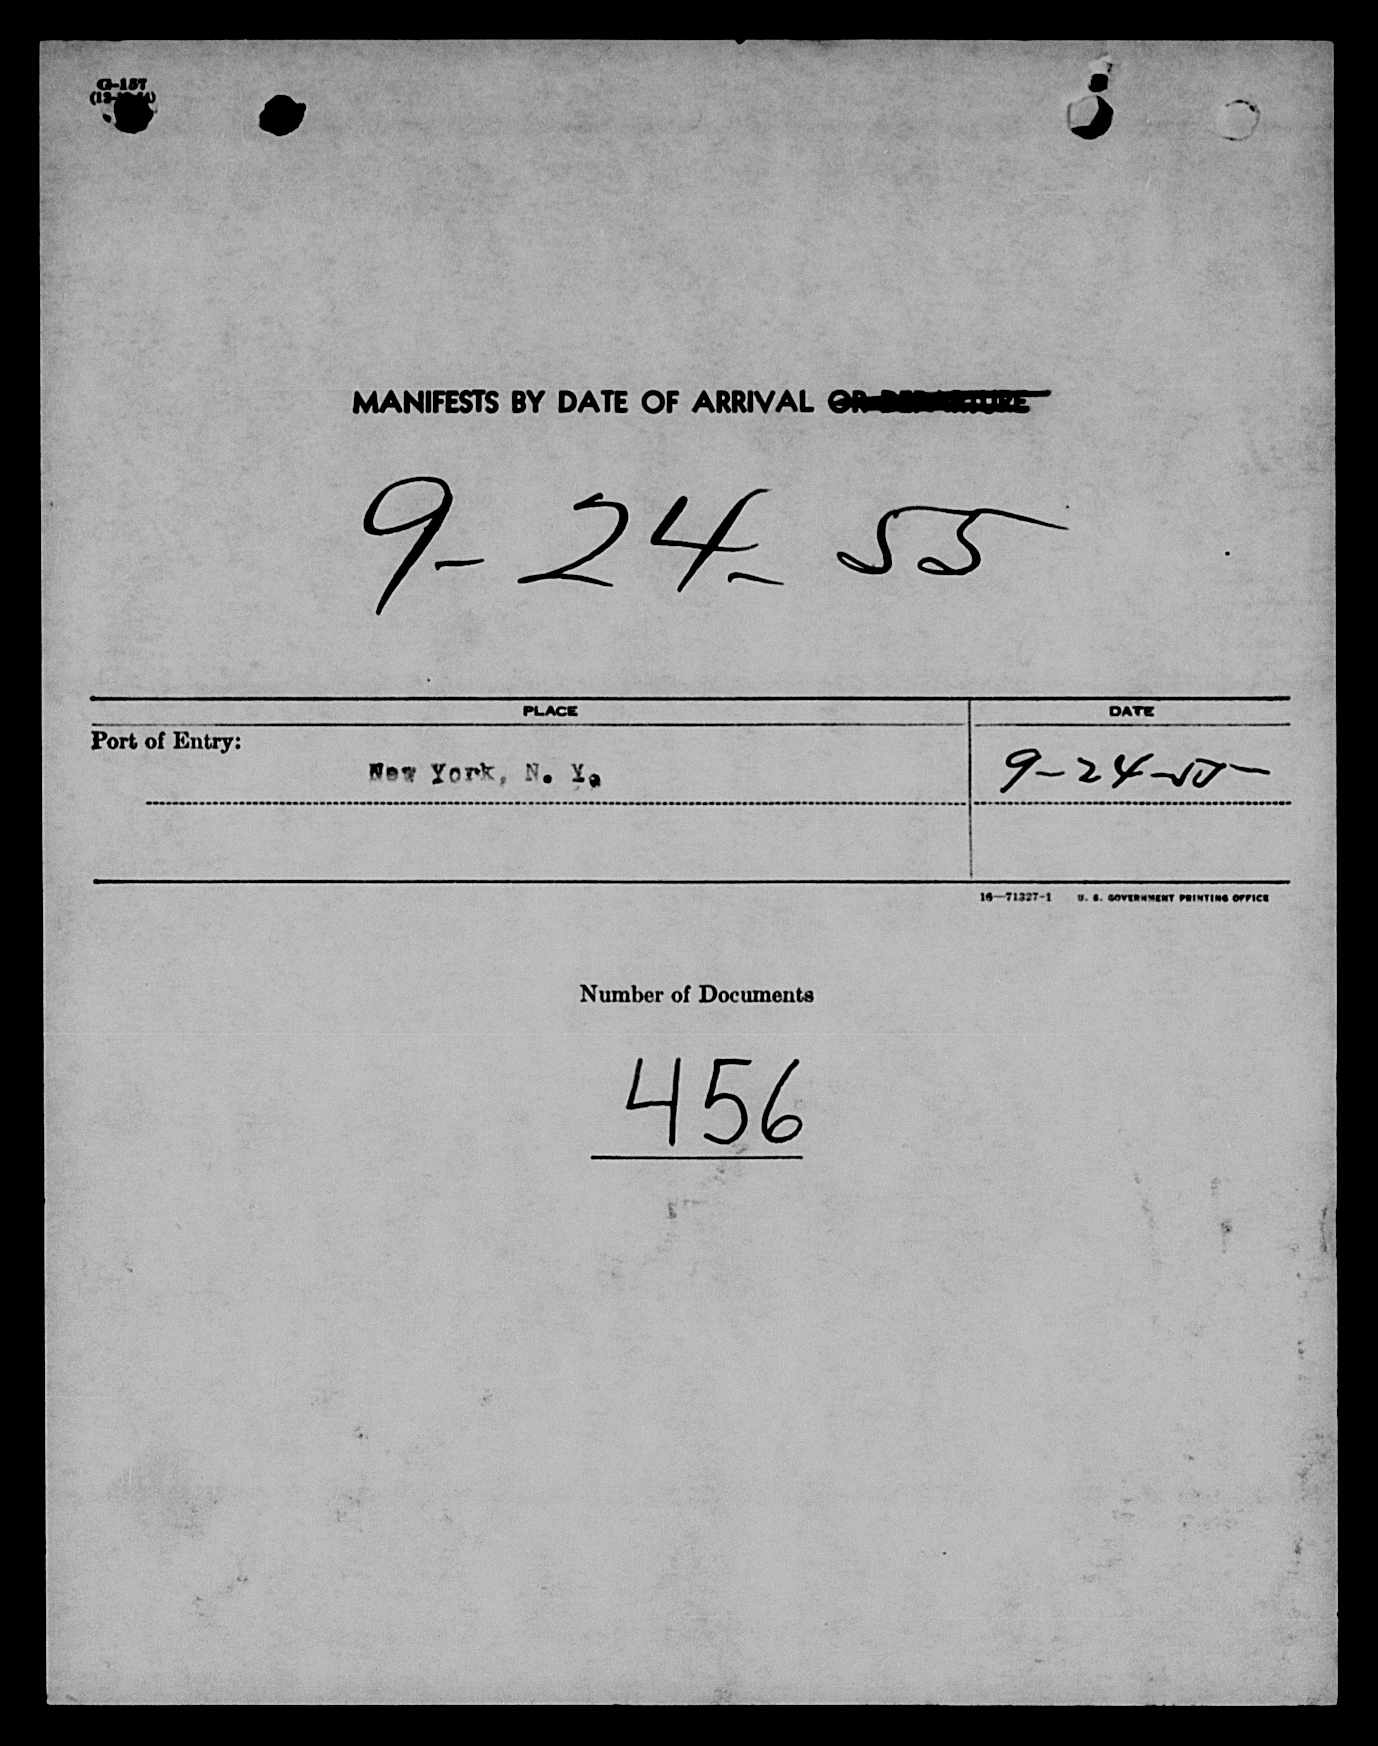 G-157
MANIFESTS BY DATE OF ARRIVAL OR DEPARTURE
9-24-55
PLACE
DATE
Port of Entry:
New York, N. Y.
9-24-55
16—71327-1 U. S. GOVERNMENT PRINTING OFFICE
Number of Documents
456